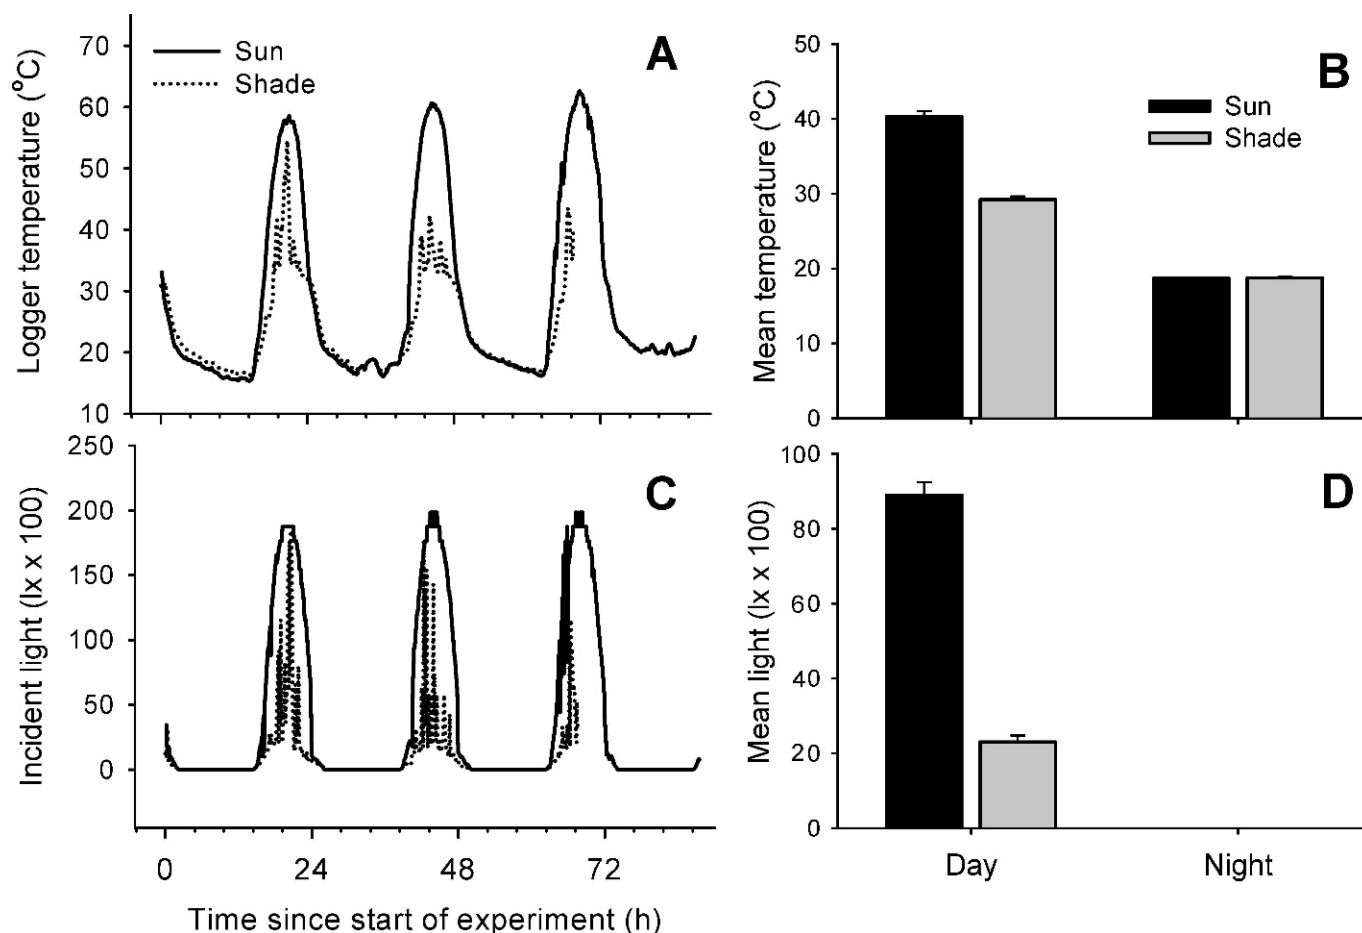 A
Sun
Shade
Logger temperature (°C)
70
60
50
40
30
20
10
B
Sun
Shade
Mean temperature (°C)
50
40
30
20
10
0
C
Incident light (lx x 100)
250
200
150
100
50
0
0 24 48 72
Time since start of experiment (h)
D
Mean light (lx x 100)
100
80
60
40
20
0
Day Night